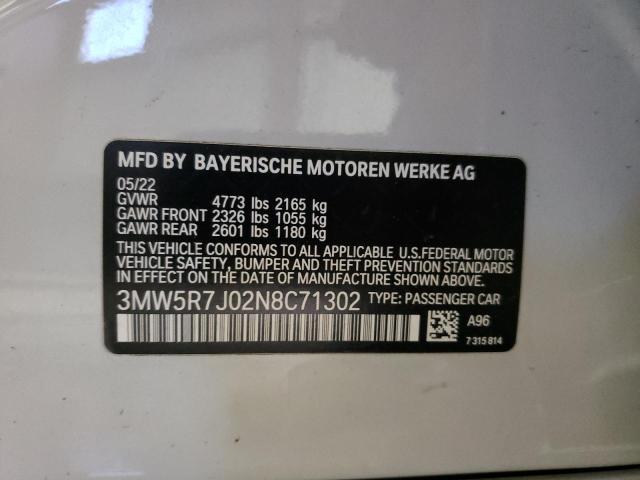 MFD BY BAYERISCHE MOTOREN WERKE AG
05/22
GVWR 4773 lbs 2165 kg
GAWR FRONT 2326 lbs 1055 kg
GAWR REAR 2601 lbs 1180 kg
THIS VEHICLE CONFORMS TO ALL APPLICABLE U.S.FEDERAL MOTOR
VEHICLE SAFETY, BUMPER AND THEFT PREVENTION STANDARDS
IN EFFECT ON THE DATE OF MANUFACTURE SHOWN ABOVE.
3MW5R7J02N8C71302 TYPE: PASSENGER CAR
A96
7 315 814